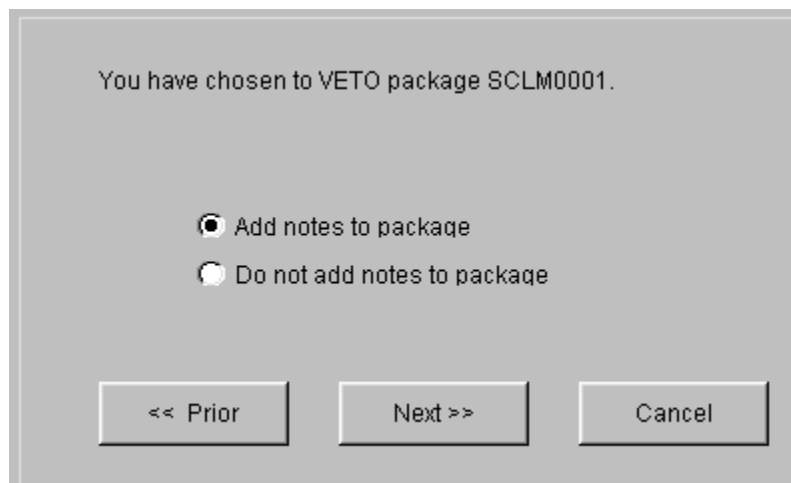 You have chosen to VETO package SCLM0001.
Add notes to package
Do not add notes to package
<< Prior
Next >>
Cancel